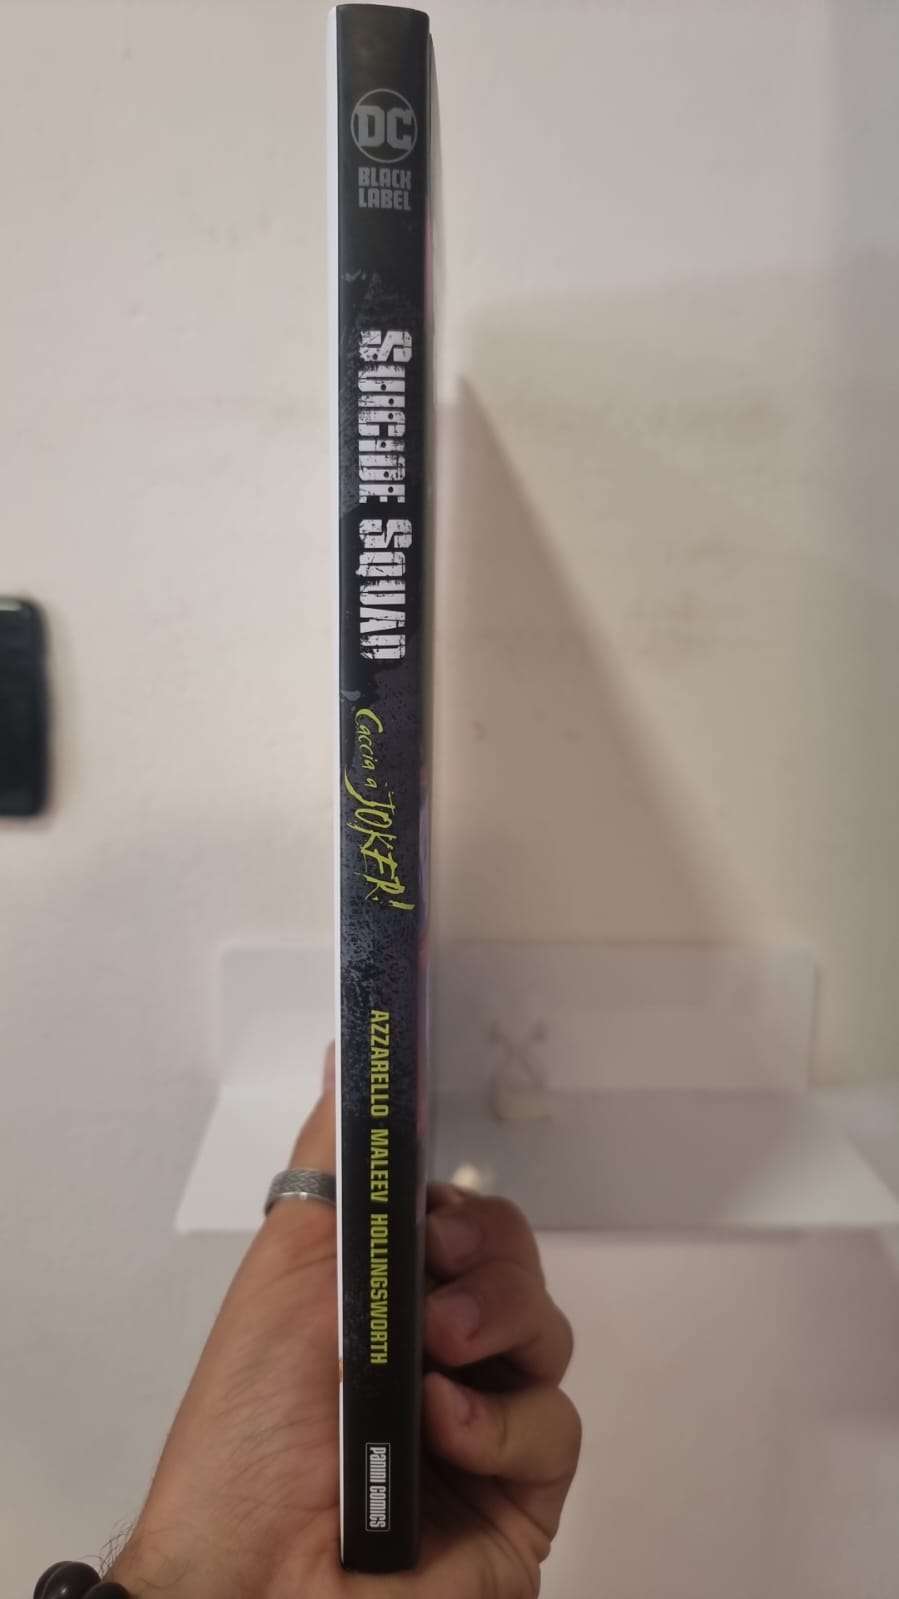 DC
BLACK
LABEL
SUICIDE SQUAD
Caccia a JOKER!
AZZARELLO MALEEV HOLLINGSWORTH
PANINI COMICS